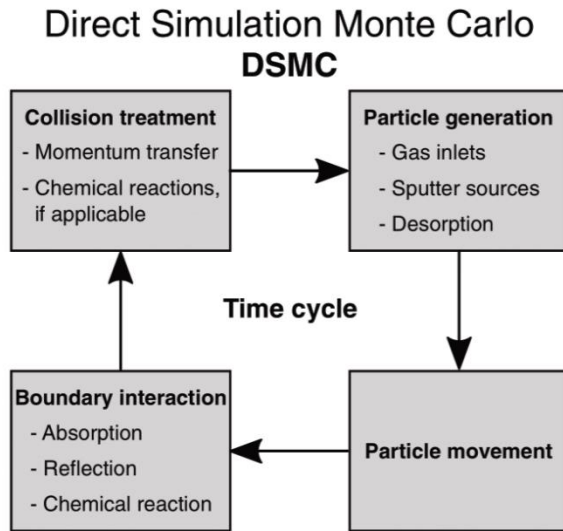 Direct Simulation Monte Carlo
DSMC
Collision treatment
- Momentum transfer
- Chemical reactions,
if applicable
Particle generation
- Gas inlets
- Sputter sources
- Desorption
Time cycle
Boundary interaction
- Absorption
- Reflection
- Chemical reaction
Particle movement